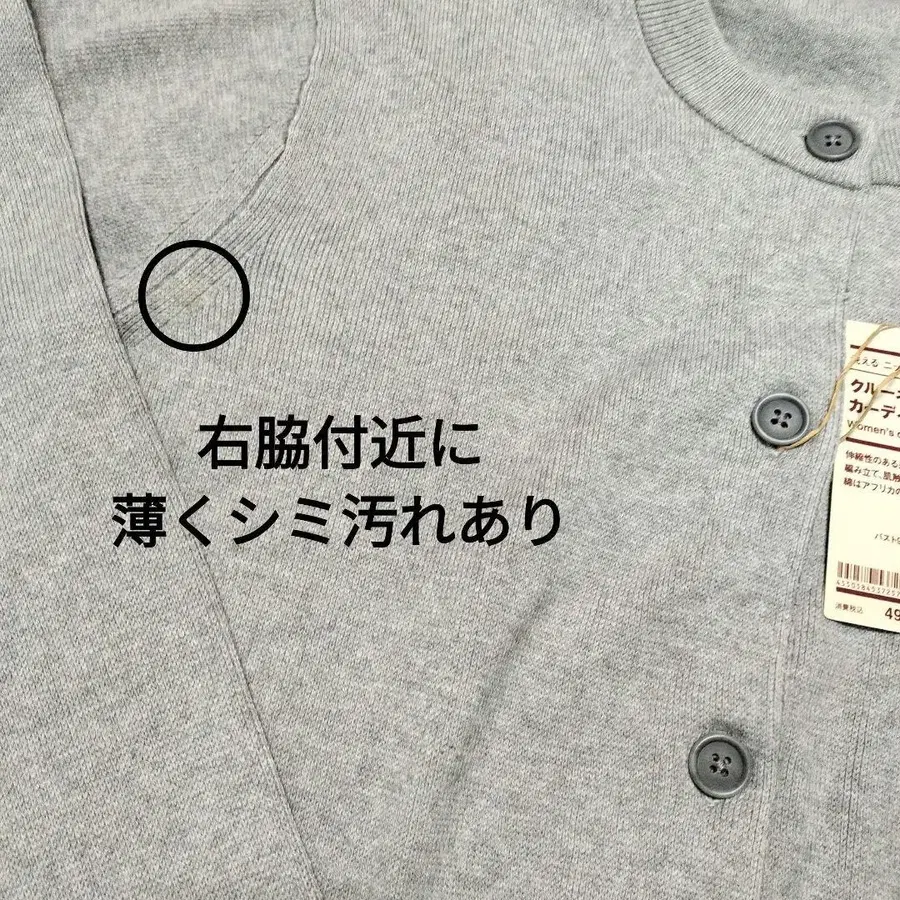 右脇付近に
薄くシミ汚れあり
クルーネ
カーディ
Women's c
伸縮性のある
編み立て、肌触
綿はアフリカの
バスト
消費税込 49